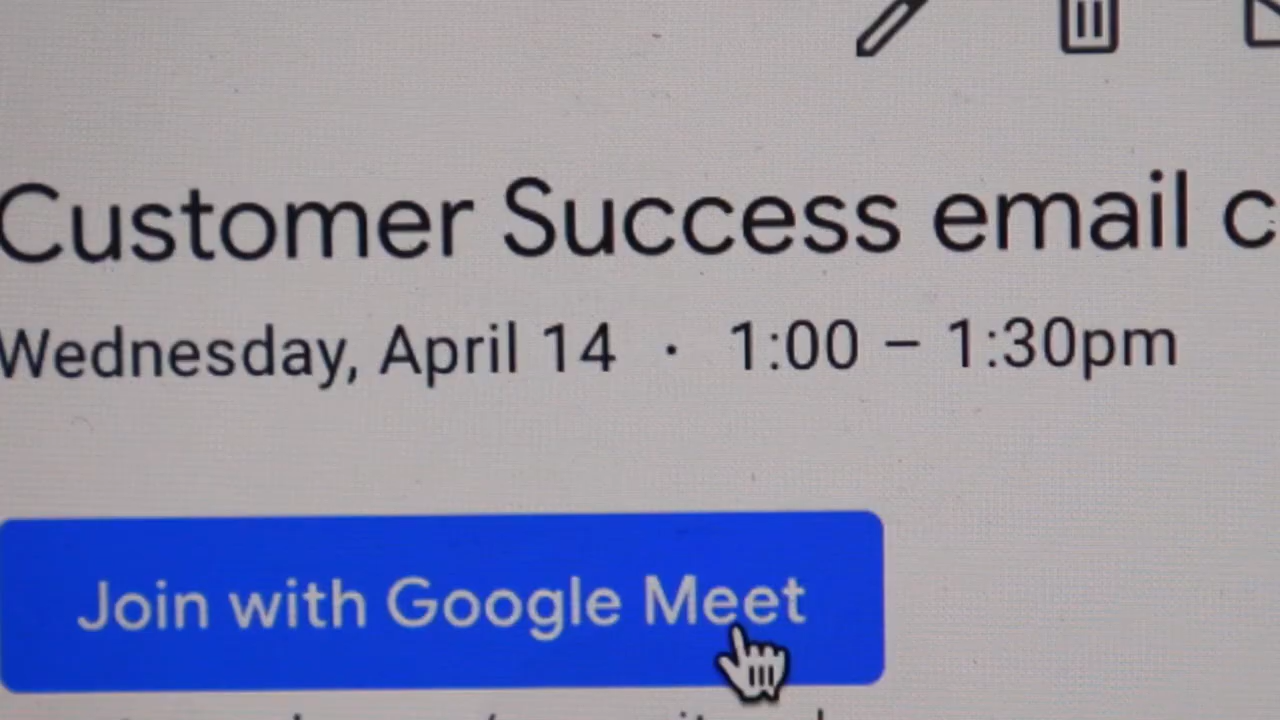 Customer Success email c
Wednesday, April 14 · 1:00 – 1:30pm
Join with Google Meet